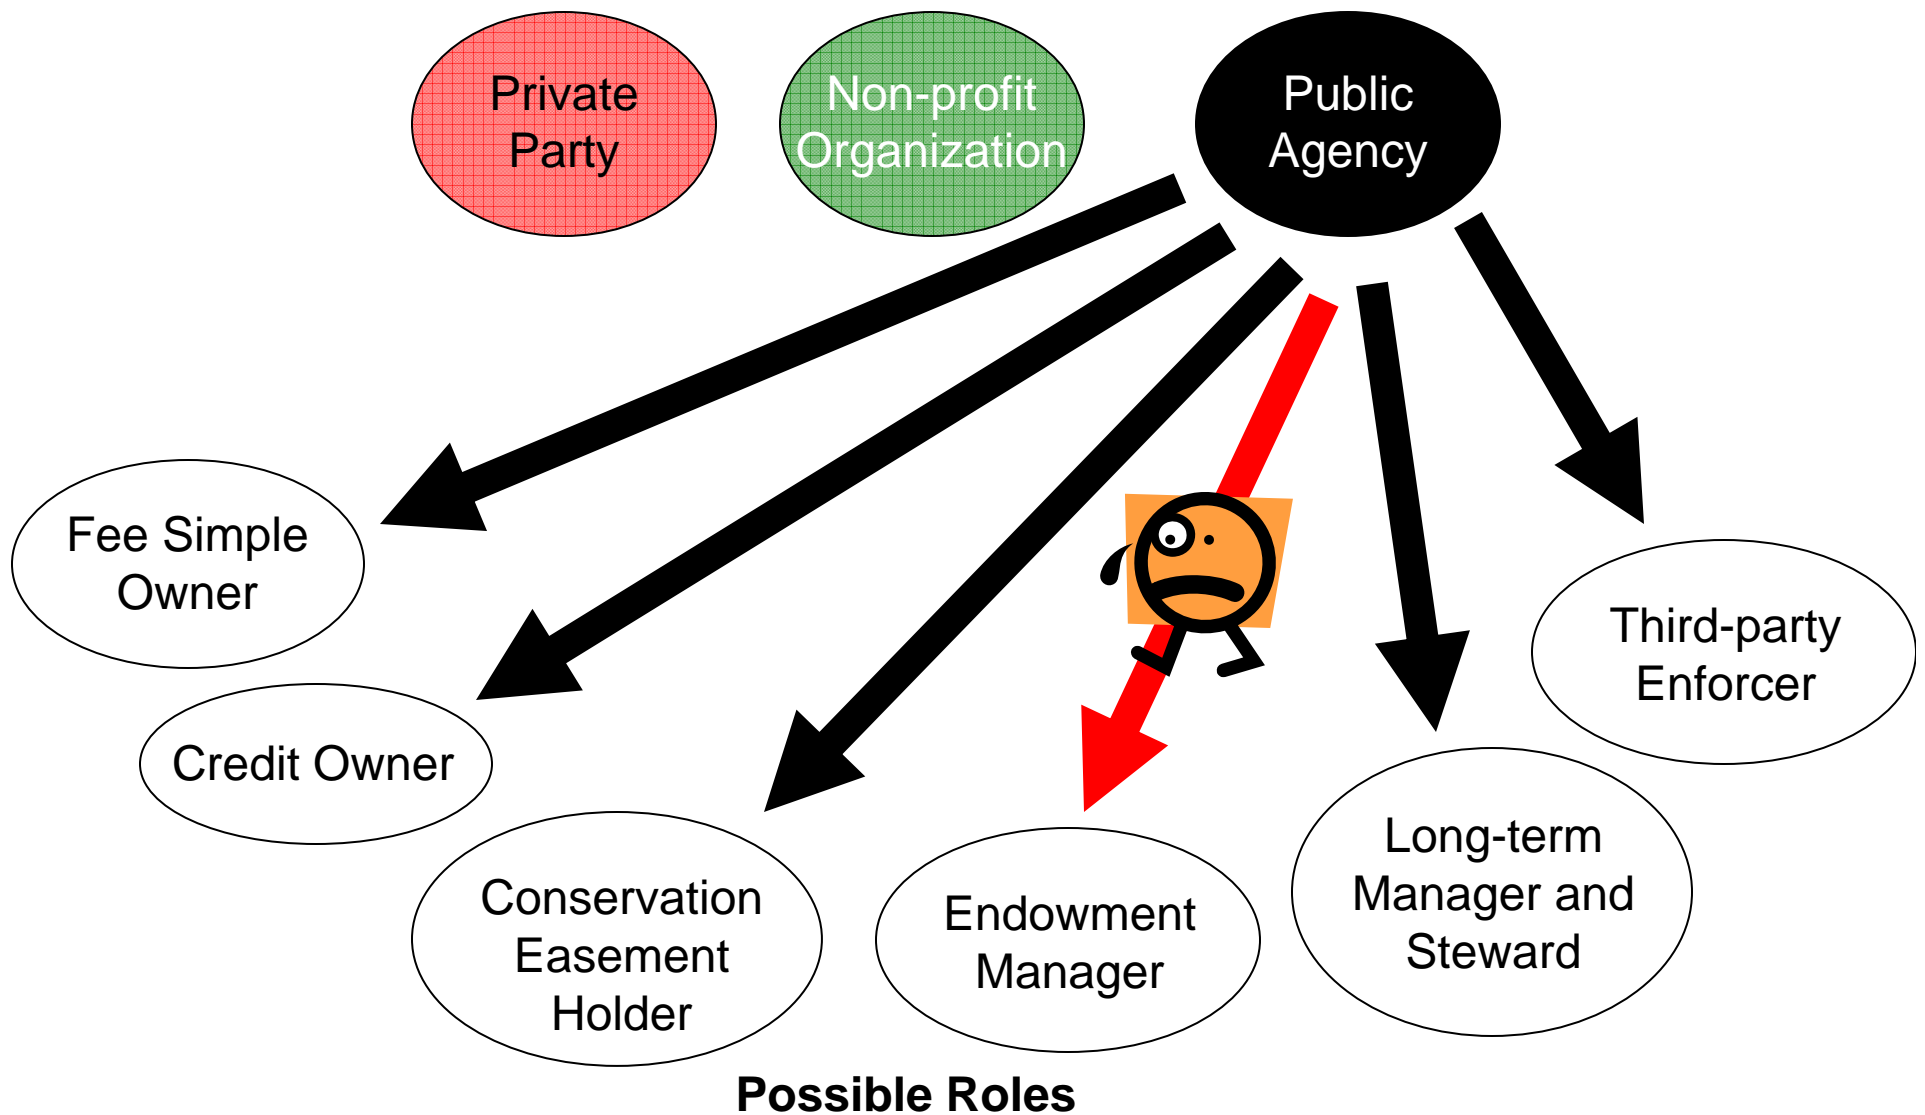 Private
Party
Non-profit
Organization
Public
Agency
Fee Simple
Owner
Credit Owner
Conservation
Easement
Holder
Endowment
Manager
Long-term
Manager and
Steward
Third-party
Enforcer
Possible Roles